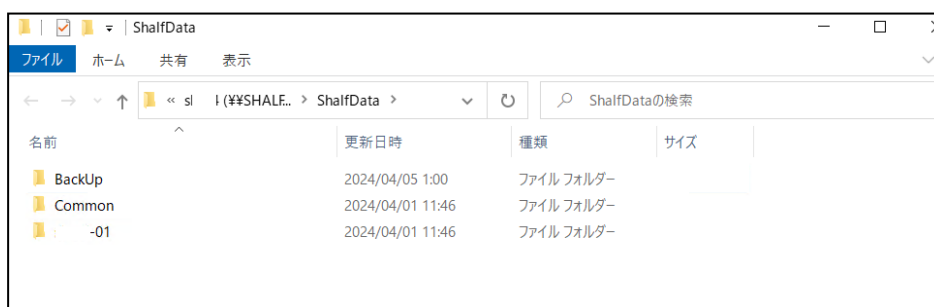 ShalfData
ファイル ホーム 共有 表示
« (¥¥SHALF... > ShalfData > ShalfDataの検索
名前 更新日時 種類 サイズ
BackUp 2024/04/05 1:00 ファイル フォルダー
Common 2024/04/01 11:46 ファイル フォルダー
-01 2024/04/01 11:46 ファイル フォルダー